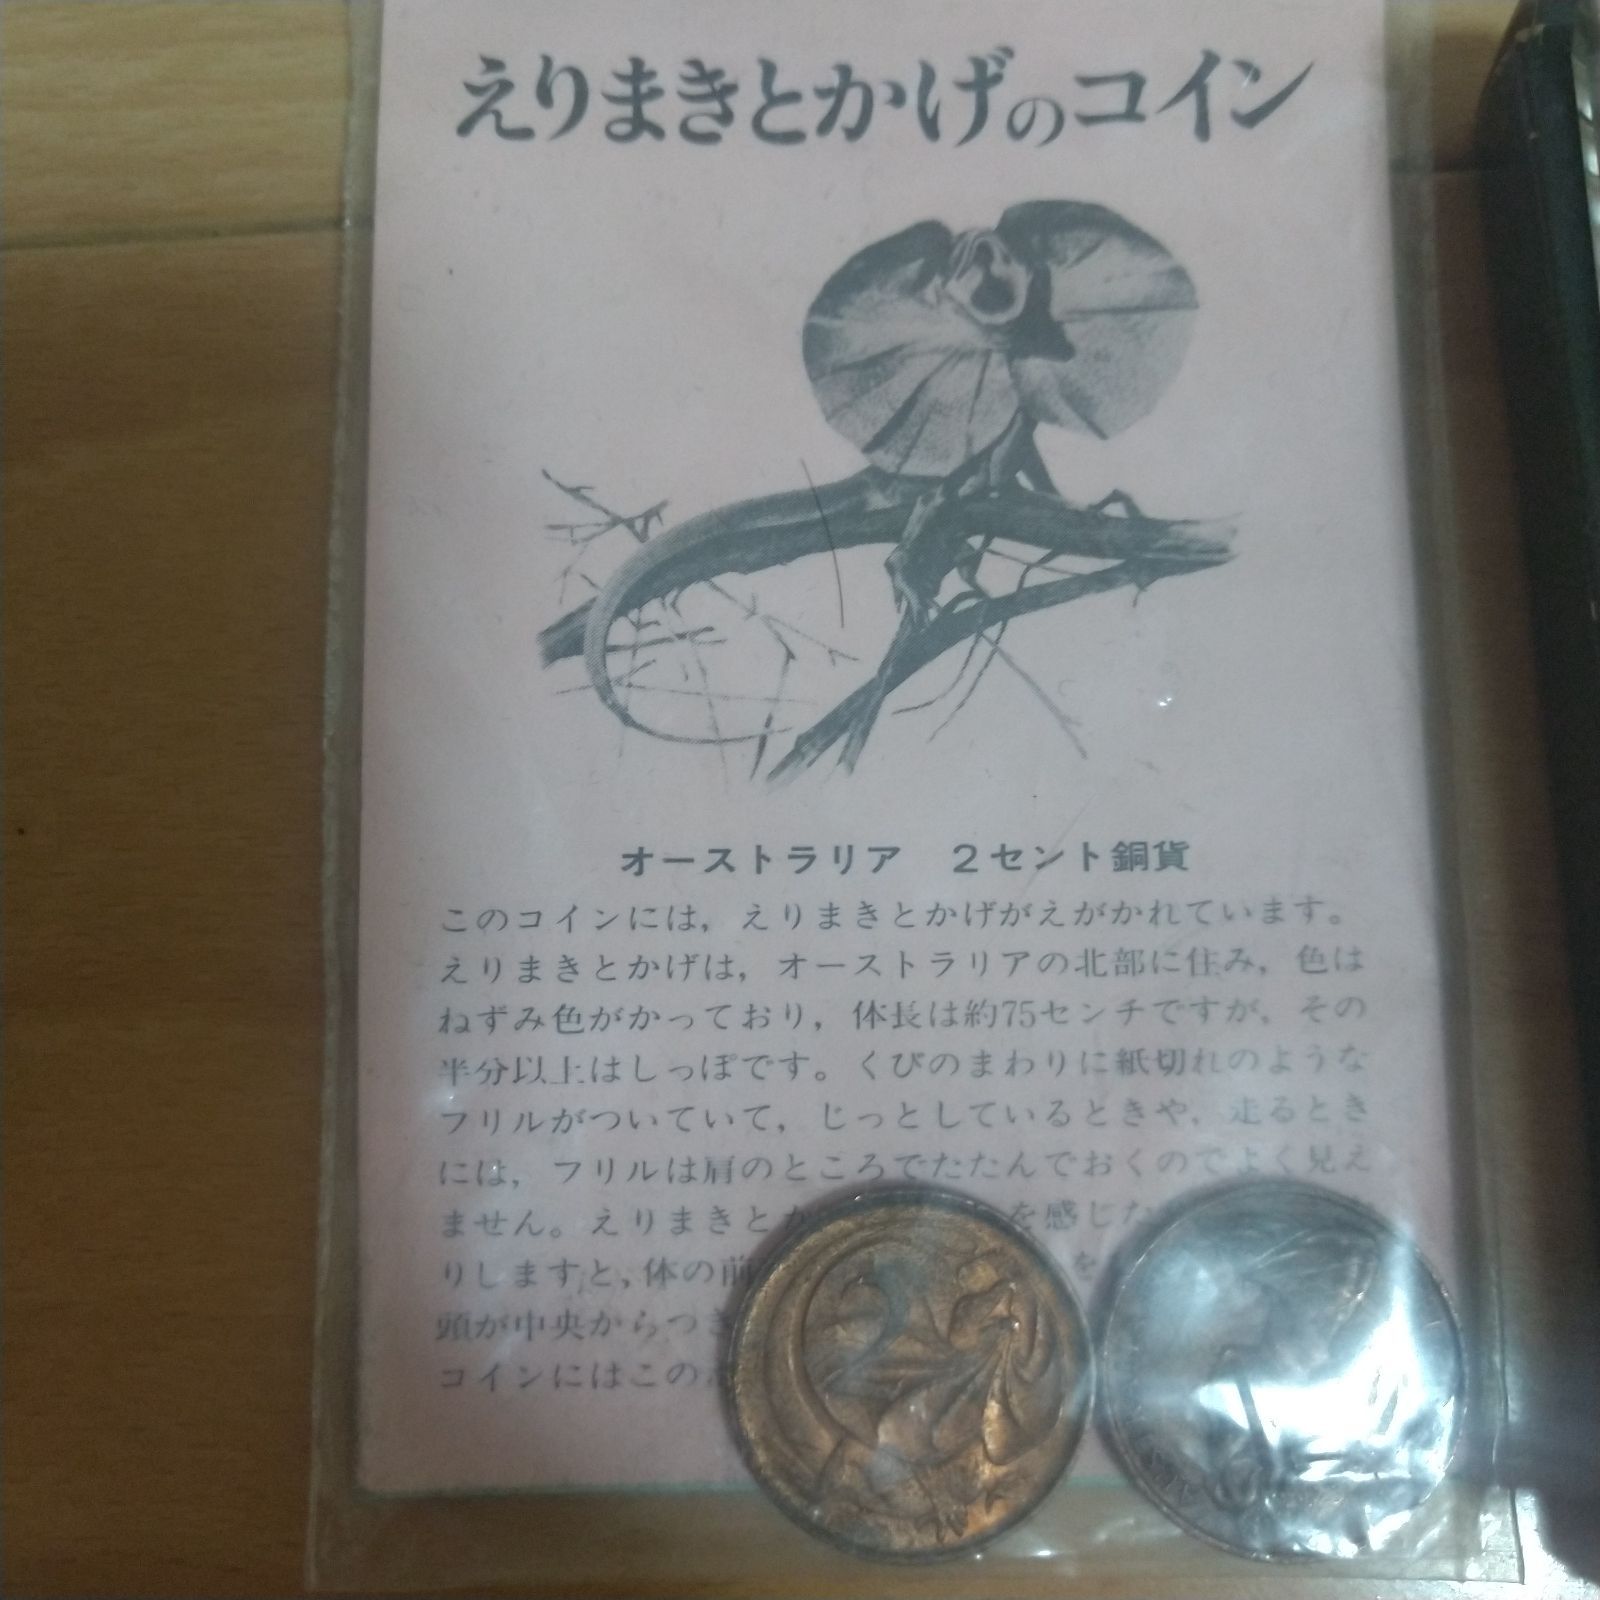 えりまきとかげのコイン
オーストラリア　２セント銅貨
このコインには，えりまきとかげがえがかれています。
えりまきとかげは，オーストラリアの北部に住み，色は
ねずみ色がかっており，体長は約75センチですが，その
半分以上はしっぽです。くびのまわりに紙切れのような
フリルがついていて，じっとしているときや，走るとき
には，フリルは肩のところでたたんでおくのでよく見え
ません。えりまきとか を感じた
りしますと，体の前 を
頭が中央からつき
コインにはこの
2